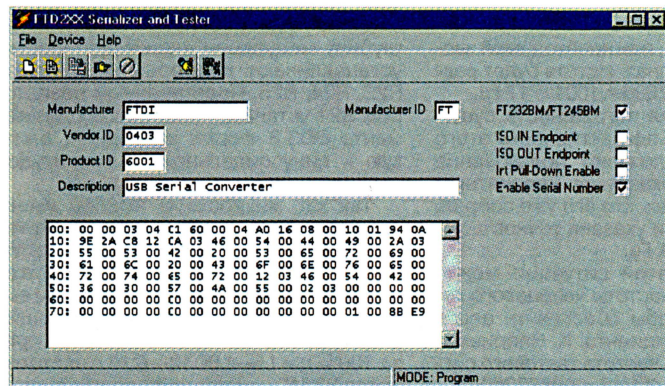 FTD2XX Serializer and Tester
File Device Help
Manufacturer FTDI Manufacturer ID FT FT232BM/FT245BM
Vendor ID 0403 ISO IN Endpoint
ISO OUT Endpoint
Product ID 6001 Irt Pull-Down Enable
Description USB Serial Converter Enable Serial Number
00: 00 00 03 04 C1 60 00 04 A0 16 08 00 10 01 94 0A
10: 9E 2A C8 12 CA 03 46 00 54 00 44 00 49 00 2A 03
20: 55 00 53 00 42 00 20 00 53 00 65 00 72 00 69 00
30: 61 00 6C 00 20 00 43 00 6F 00 6E 00 76 00 65 00
40: 72 00 74 00 65 00 72 00 12 03 46 00 54 00 42 00
50: 36 00 30 00 57 00 4A 00 55 00 02 03 00 00 00 00
60: 00 00 00 00 00 00 00 00 00 00 00 00 00 00 00 00
70: 00 00 00 00 00 00 00 00 00 00 00 00 01 00 8B E9
MODE: Program